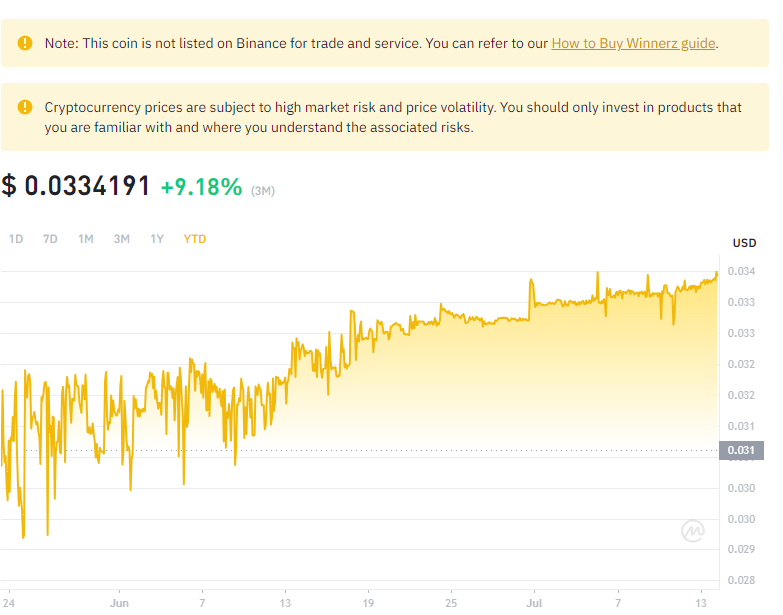 Note: This coin is not listed on Binance for trade and service. You can refer to our How to Buy Winnerz guide.
Cryptocurrency prices are subject to high market risk and price volatility. You should only invest in products that
you are familiar with and where you understand the associated risks.
$ 0.0334191 +9.18% (3M)
1D 7D 1M 3M 1Y YTD
USD
0.034
0.033
0.033
0.032
0.032
0.031
0.031
0.030
0.030
0.029
0.028
24 Jun 7 13 19 25 Jul 7 13